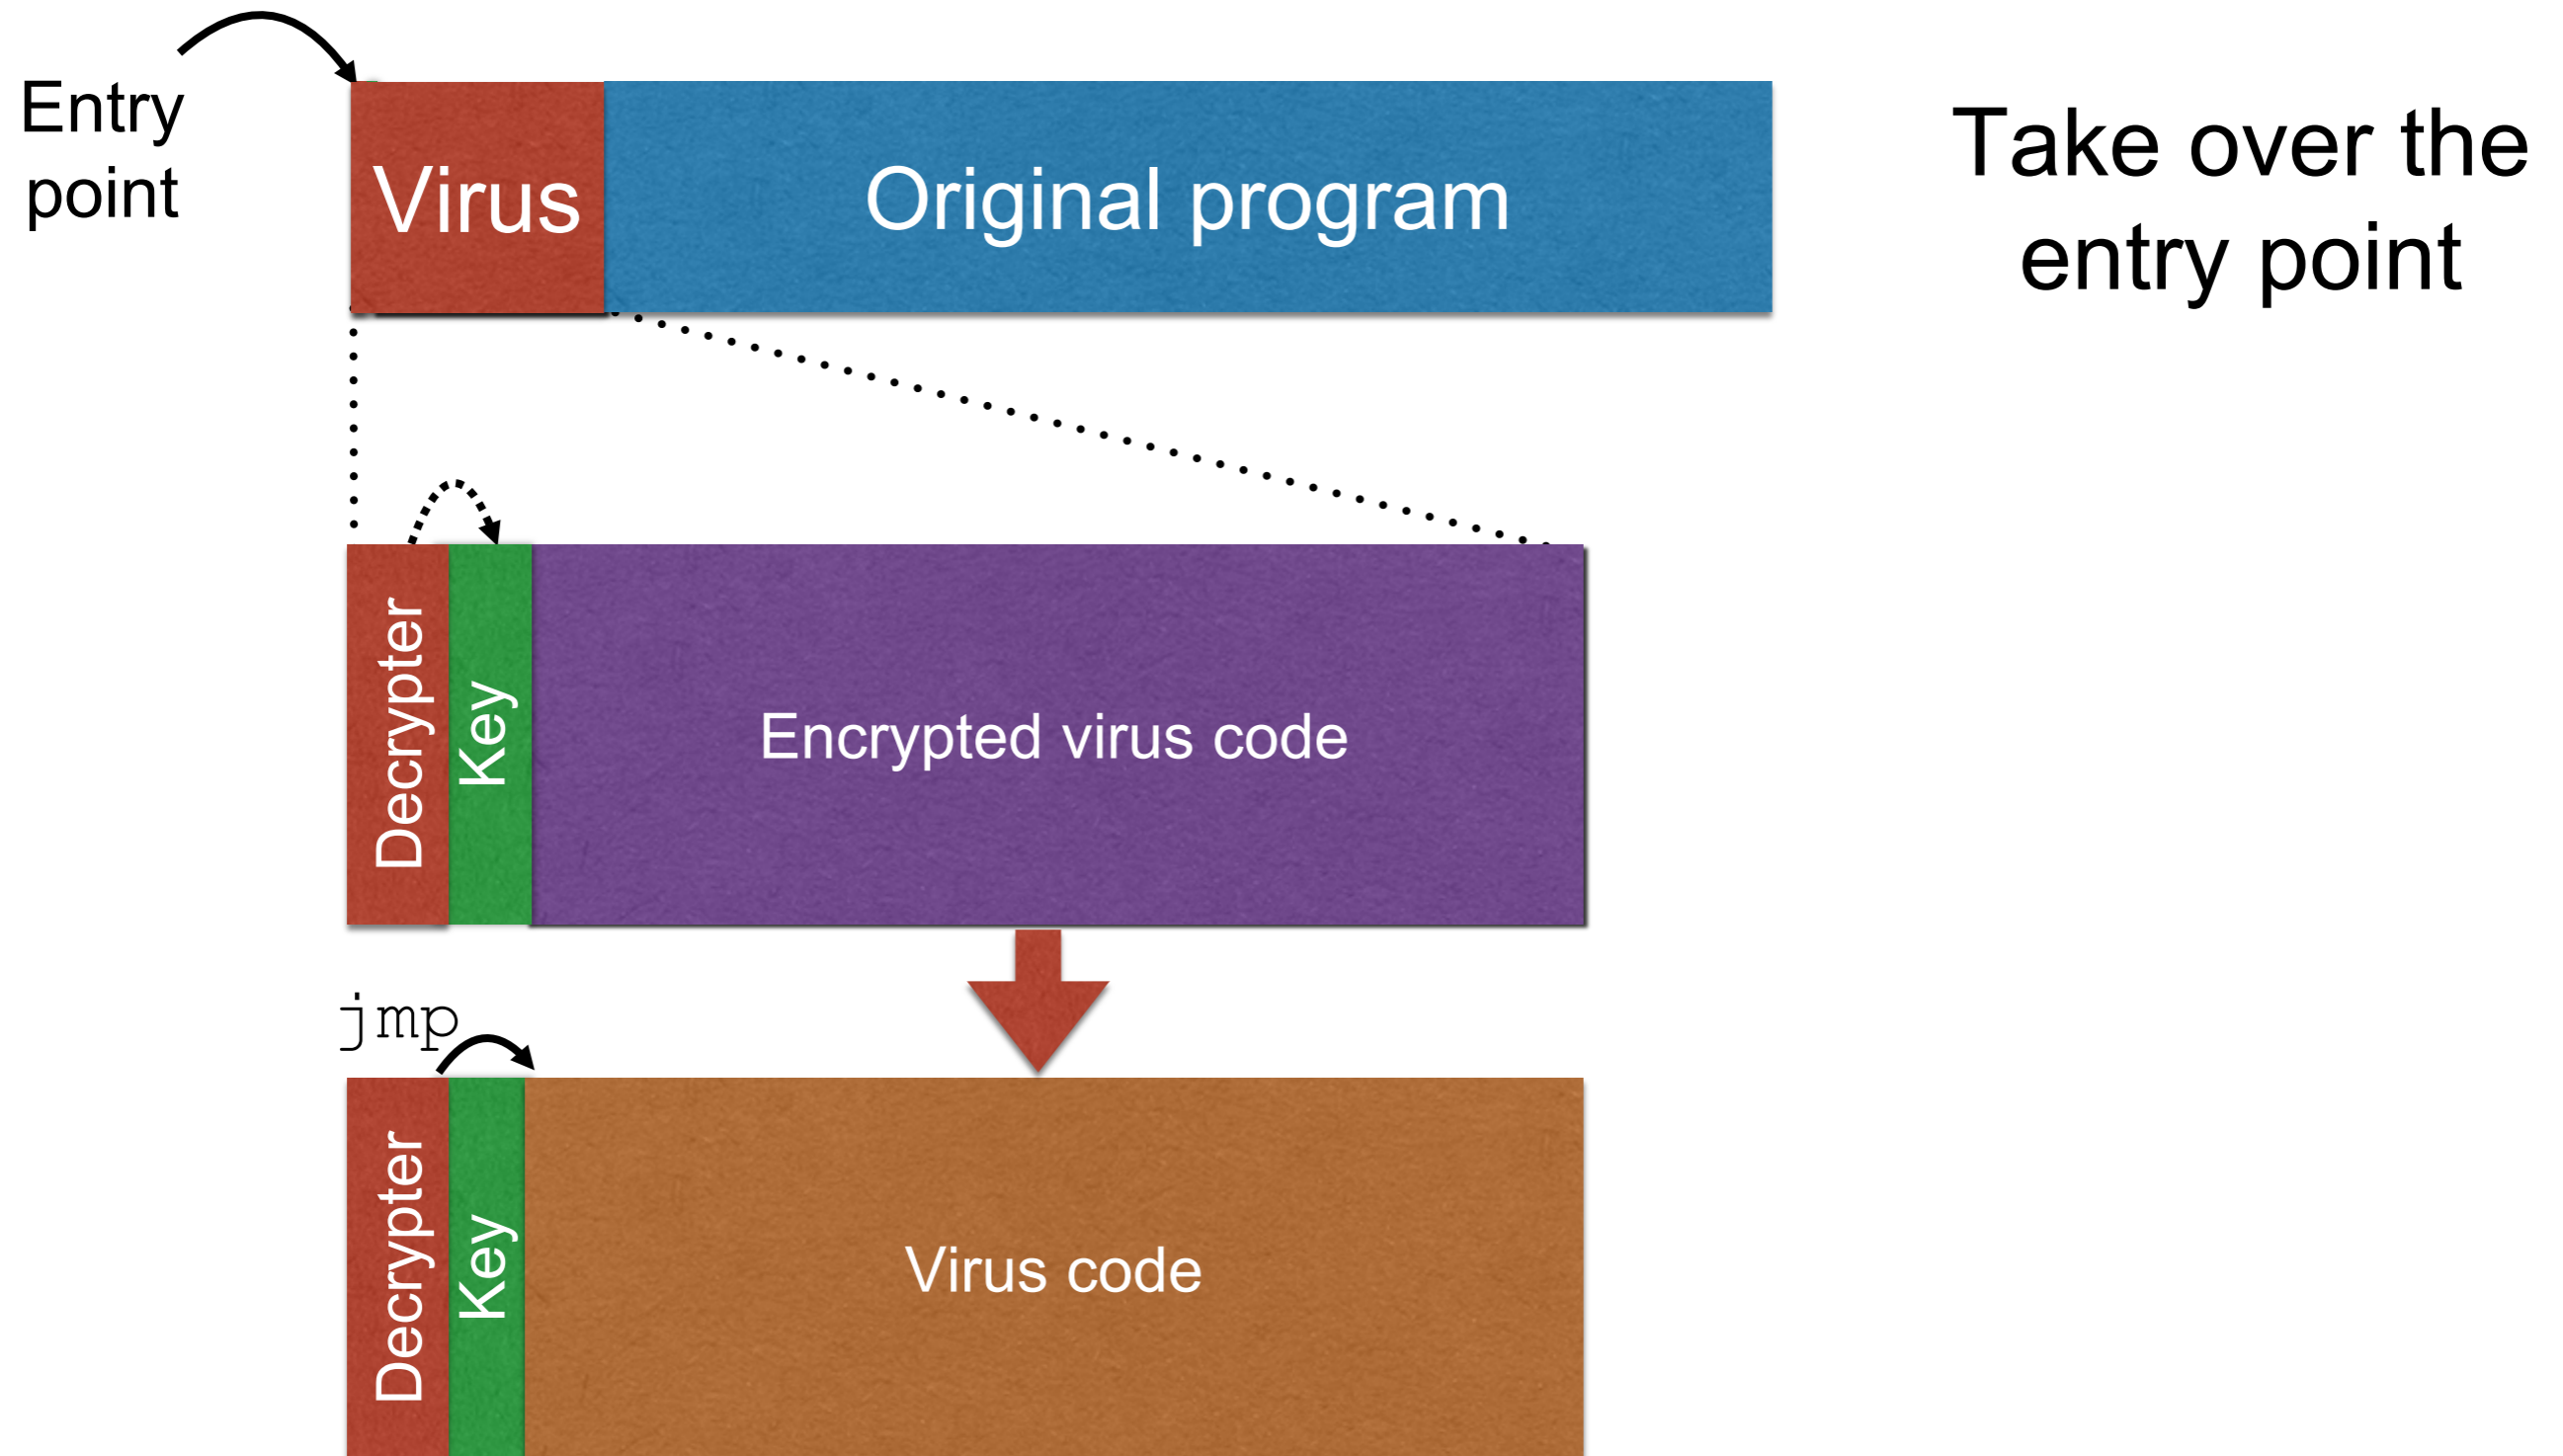 Entry
point
Virus
Original program
Take over the
entry point
Decrypter
Key
Encrypted virus code
jmp
Decrypter
Key
Virus code